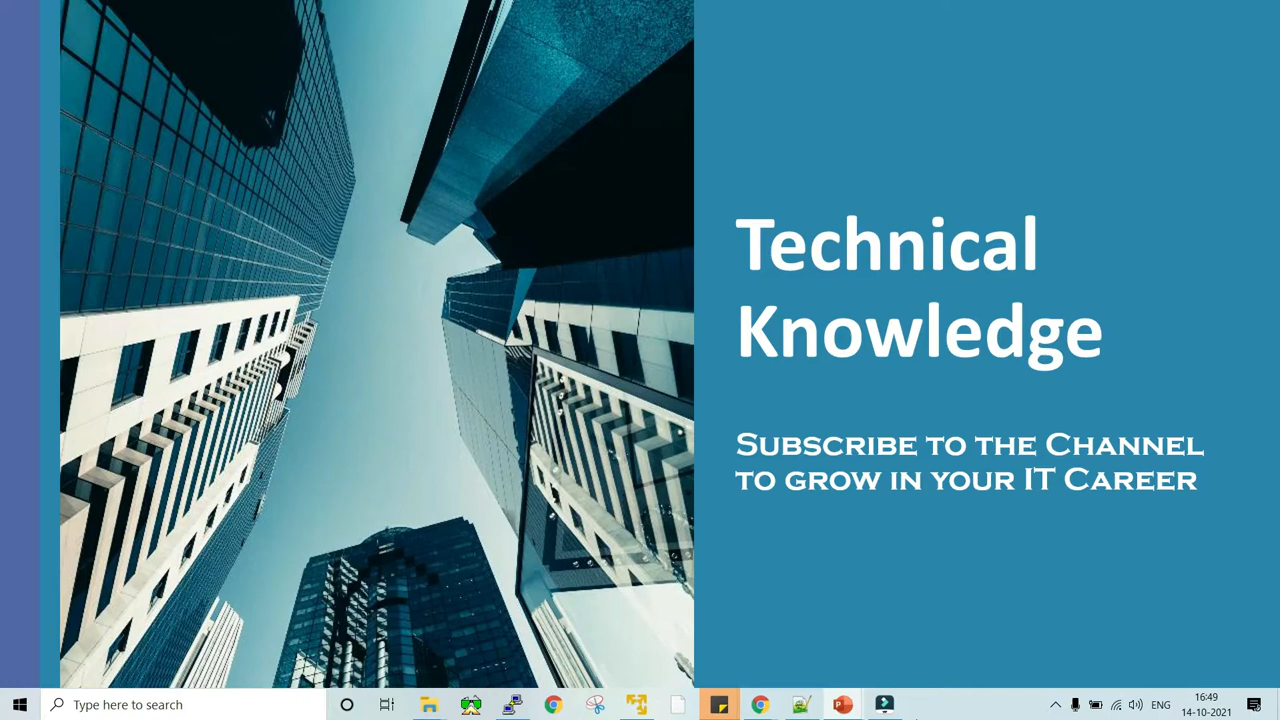 Technical
Knowledge
Subscribe to the Channel
to grow in your IT Career
Type here to search
ENG
16:49
14-10-2021